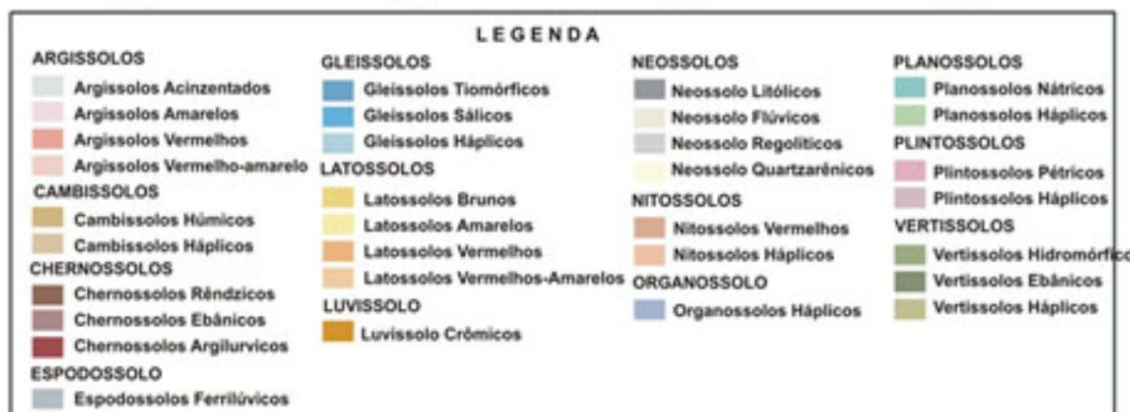 LEGENDA
ARGISSOLOS
Argissolos Acinzentados
Argissolos Amarelos
Argissolos Vermelhos
Argissolos Vermelho-amarelo
CAMBISSOLOS
Cambissolos Húmicos
Cambissolos Háplicos
CHERNOSSOLOS
Chernossolos Rêndzicos
Chernossolos Ebânicos
Chernossolos Argilurvicos
ESPODOSSOLO
Espodossolos Ferrilúvicos
GLEISSOLOS
Gleissolos Tiomórficos
Gleissolos Sálicos
Gleissolos Háplicos
LATOSSOLOS
Latossolos Brunos
Latossolos Amarelos
Latossolos Vermelhos
Latossolos Vermelhos-Amarelos
LUVISSOLO
Luvissolo Crômicos
NEOSSOLOS
Neossolo Litólicos
Neossolo Flúvicos
Neossolo Regolíticos
Neossolo Quartzarênicos
NITOSSOLOS
Nitossolos Vermelhos
Nitossolos Háplicos
ORGANOSSOLO
Organossolos Háplicos
PLANOSSOLOS
Planossolos Nátricos
Planossolos Háplicos
PLINTOSSOLOS
Plintossolos Pétricos
Plintossolos Háplicos
VERTISSOLOS
Vertissolos Hidromórfico
Vertissolos Ebânicos
Vertissolos Háplicos